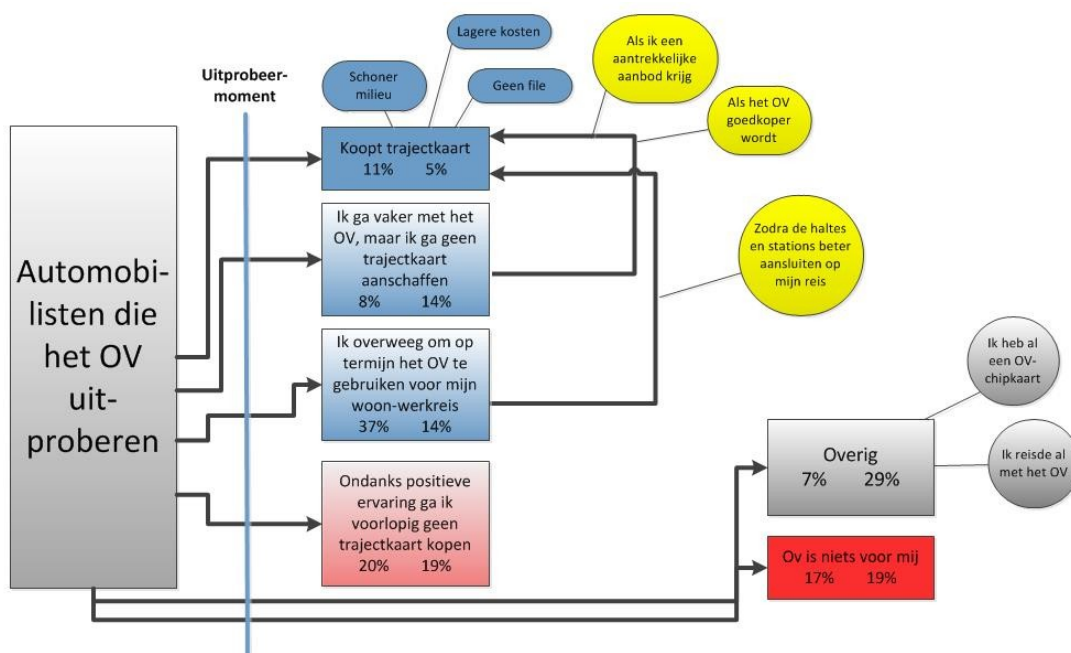 Lagere kosten
Schoner
milieu
Geen file
Als ik een
aantrekkelijke
aanbod krijg
Als het OV
goedkoper
wordt
Uitprobeer-
moment
Automobi-
listen die
het OV
uit-
proberen
Koopt trajectkaart
11% 5%
Ik ga vaker met het
OV, maar ik ga geen
trajectkaart
aanschaffen
8% 14%
Zodra de haltes
en stations beter
aansluiten op
mijn reis
Ik overweeg om op
termijn het OV te
gebruiken voor mijn
woon-werkreis
37% 14%
Ondanks positieve
ervaring ga ik
voorlopig geen
trajectkaart kopen
20% 19%
Ik heb al
een OV-
chipkaart
Overig
7% 29%
Ik reisde al
met het OV
Ov is niets voor mij
17% 19%